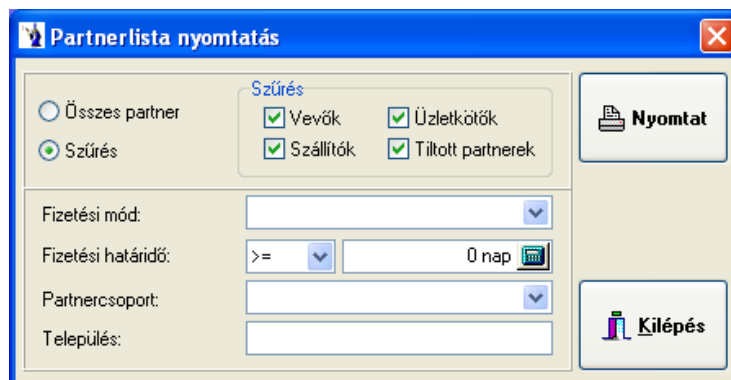 Partnerlista nyomtatás
Szűrés
Összes partner
Vevők
Üzletkötők
Nyomtat
Szűrés
Szállítók
Tiltott partnerek
Fizetési mód:
Fizetési határidő:
>=
0 nap
Partnercsoport:
Kilépés
Település: